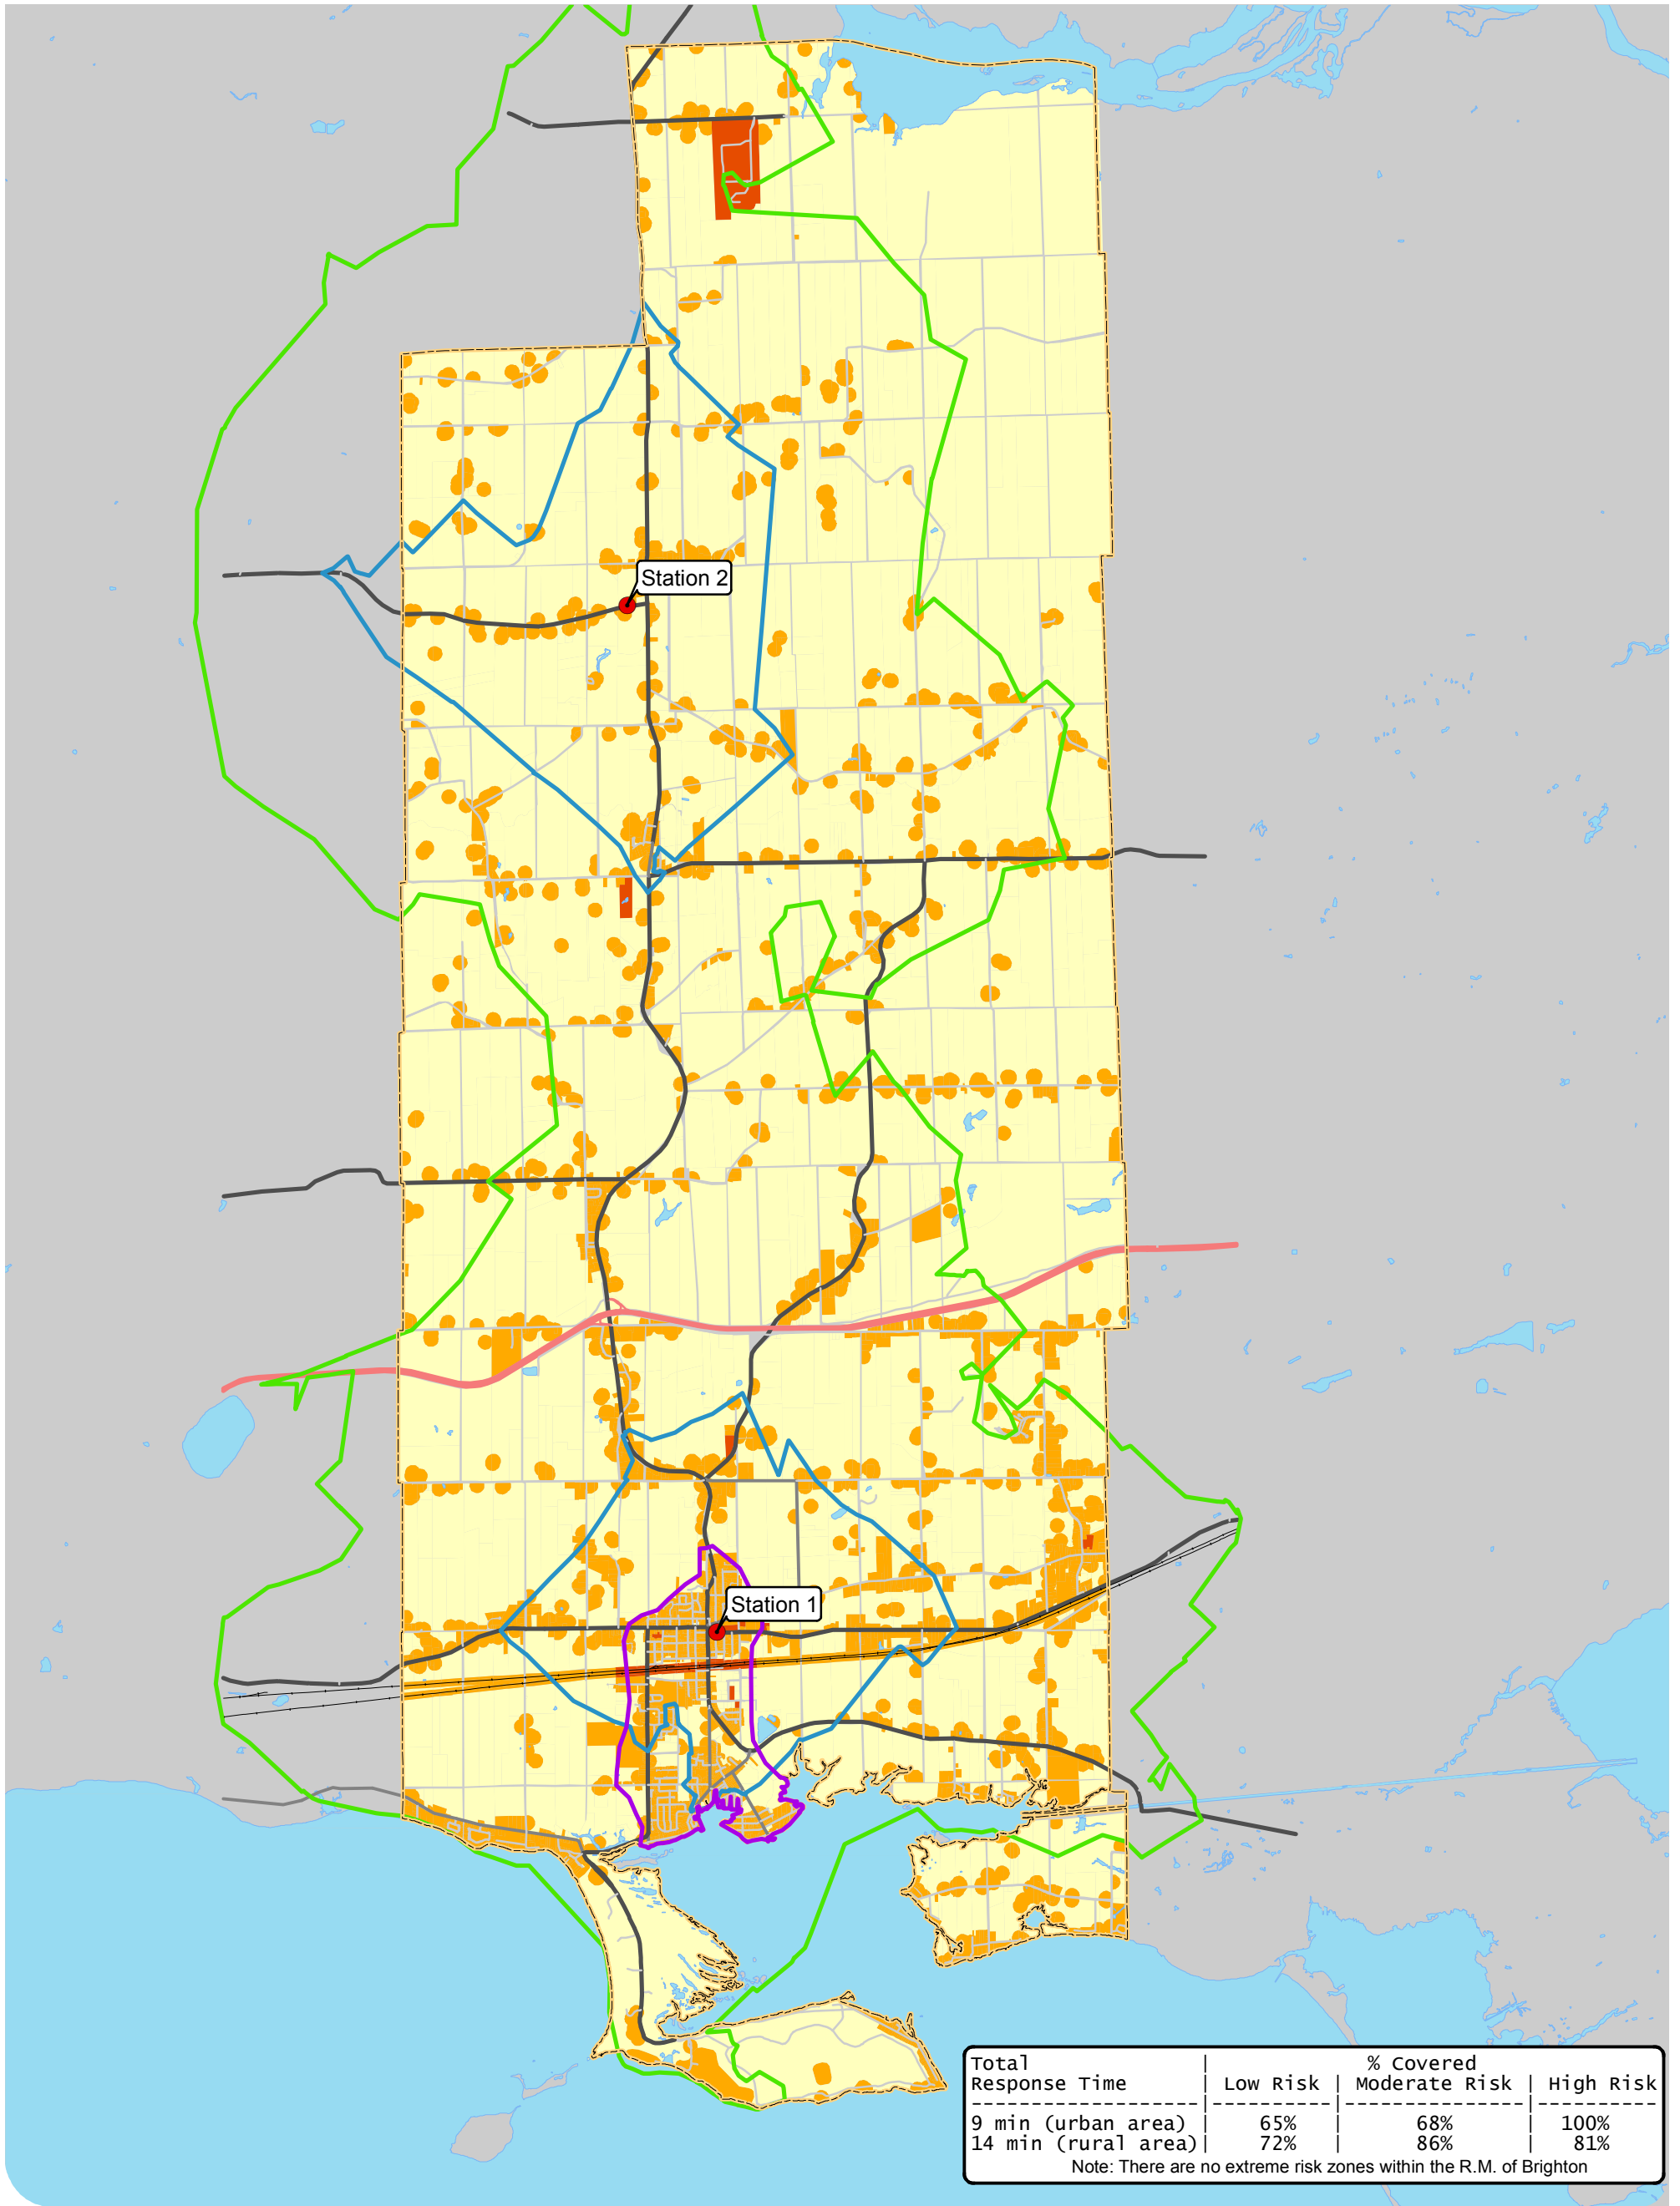 Station 2
Station 1
Total | % Covered
Response Time | Low Risk | Moderate Risk | High Risk
-------------------|----------|---------------|----------
9 min (urban area) | 65% | 68% | 100%
14 min (rural area)| 72% | 86% | 81%
Note: There are no extreme risk zones within the R.M. of Brighton